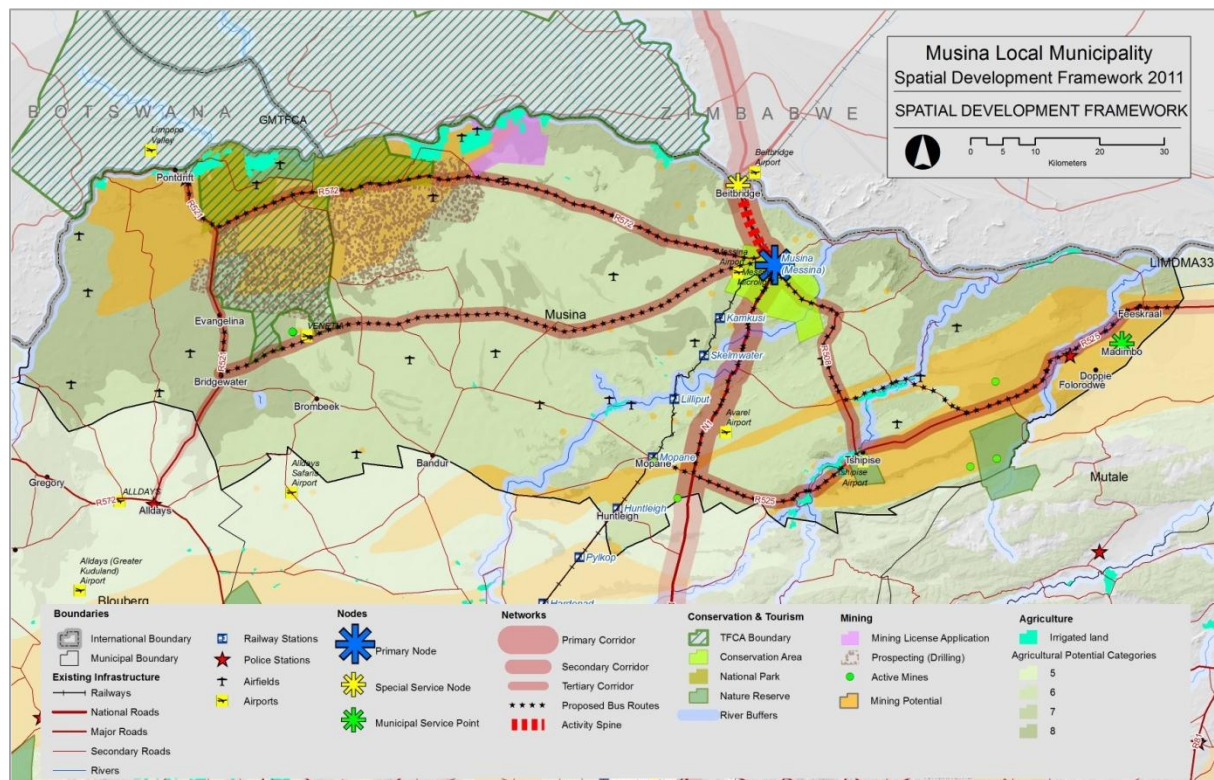 Musina Local Municipality
Spatial Development Framework 2011
SPATIAL DEVELOPMENT FRAMEWORK
0 5 10 20 30
Kilometers
BOTSWANA
ZIMBABWE
GMTFCA
Limpopo
Valley
Pontdrift
R572
R521
Beitbridge
Airport
Beitbridge
R572
Musina
(Messina)
LIMDMA33
Feeskraal
R525
Madimbo
Doppie
Folorodwe
Evangelina
VENETIA
Musina
Kamkusi
Skelmwater
R508
R521
Bridgewater
Brombeek
Lilliput
N1
Avarel
Airport
Bandur
Mopane
Mopane
Tshipise
Tshipise
Airport
Mutale
Alldays
Safaris
Airport
Gregory
R572
ALLDAYS
Alldays
R525
Huntleigh
Huntleigh
Pylkop
Alldays (Greater
Kuduland)
Airport
Blouberg
Boundaries
International Boundary
Municipal Boundary
Existing Infrastructure
Railways
National Roads
Major Roads
Secondary Roads
Rivers
Railway Stations
Police Stations
Airfields
Airports
Nodes
Primary Node
Special Service Node
Municipal Service Point
Networks
Primary Corridor
Secondary Corridor
Tertiary Corridor
Proposed Bus Routes
Activity Spine
Conservation & Tourism
TFCA Boundary
Conservation Area
National Park
Nature Reserve
River Buffers
Mining
Mining License Application
Prospecting (Drilling)
Active Mines
Mining Potential
Agriculture
Irrigated land
Agricultural Potential Categories
5
6
7
8